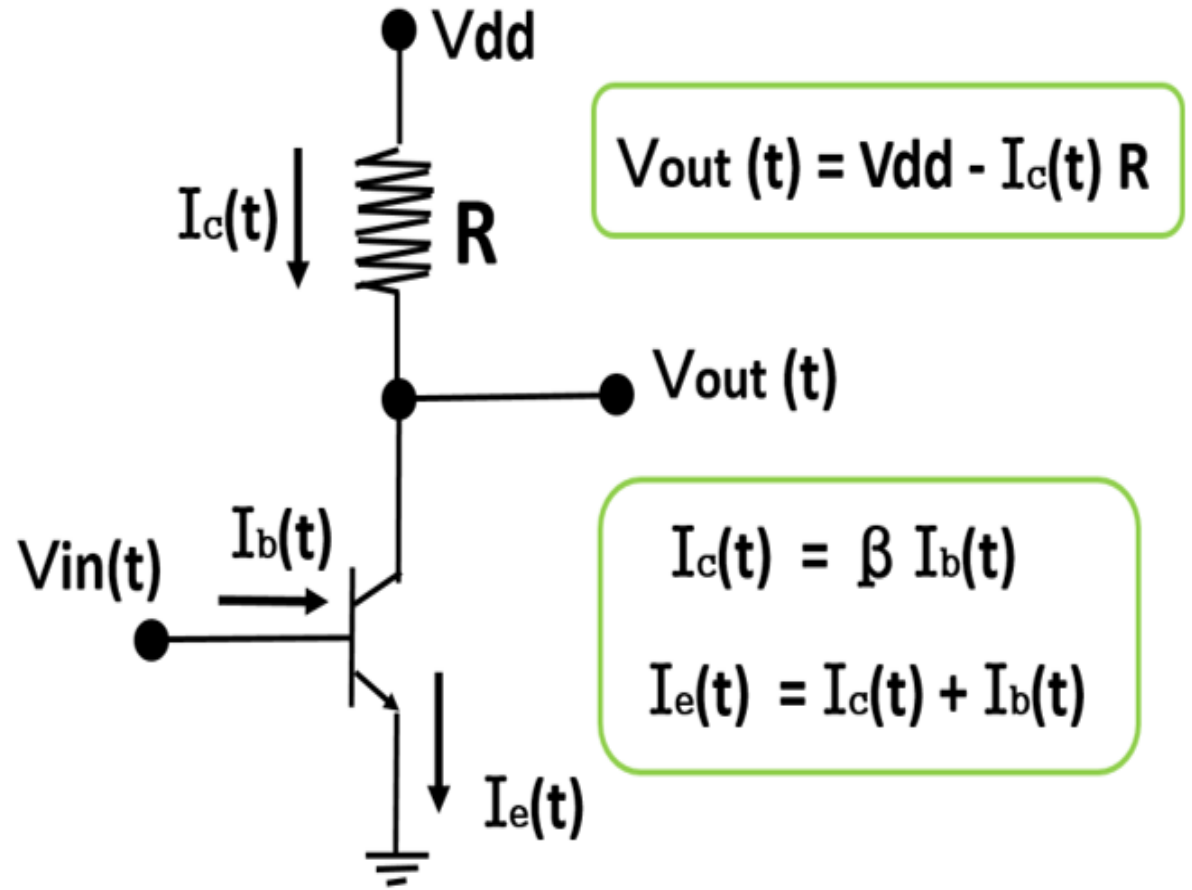 Vdd
Vout (t) = Vdd - Ic(t) R
Ic(t)
R
Vout (t)
Ib(t)
Vin(t)
Ic(t) = β Ib(t)
Ie(t) = Ic(t) + Ib(t)
Ie(t)